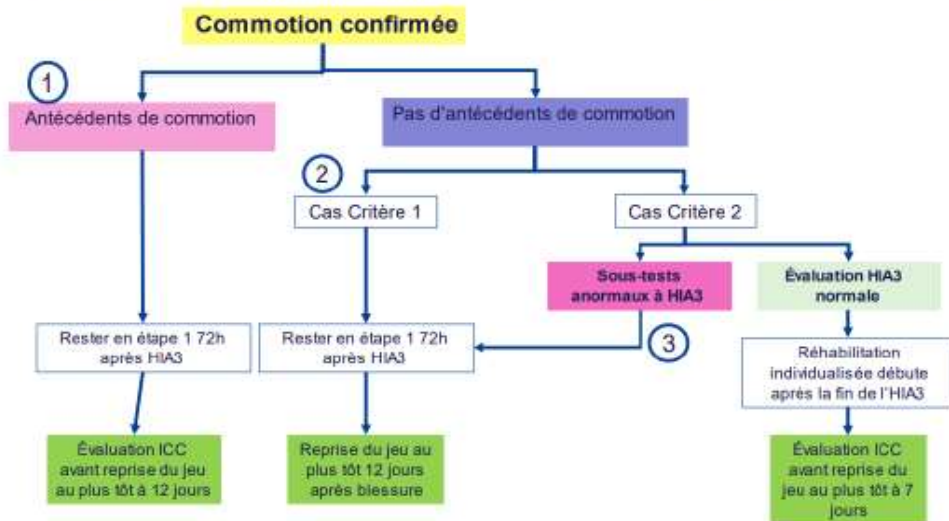 Commotion confirmée
1
Antécédents de commotion
Pas d'antécédents de commotion
2
Cas Critère 1
Cas Critère 2
Sous-tests
anormaux à HIA3
Évaluation HIA3
normale
3
Rester en étape 1 72h
après HIA3
Rester en étape 1 72h
après HIA3
Réhabilitation
individualisée débute
après la fin de l'HIA3
Évaluation ICC
avant reprise du jeu
au plus tôt à 12 jours
Reprise du jeu au
plus tôt 12 jours
après blessure
Évaluation ICC
avant reprise du
jeu au plus tôt à 7
jours